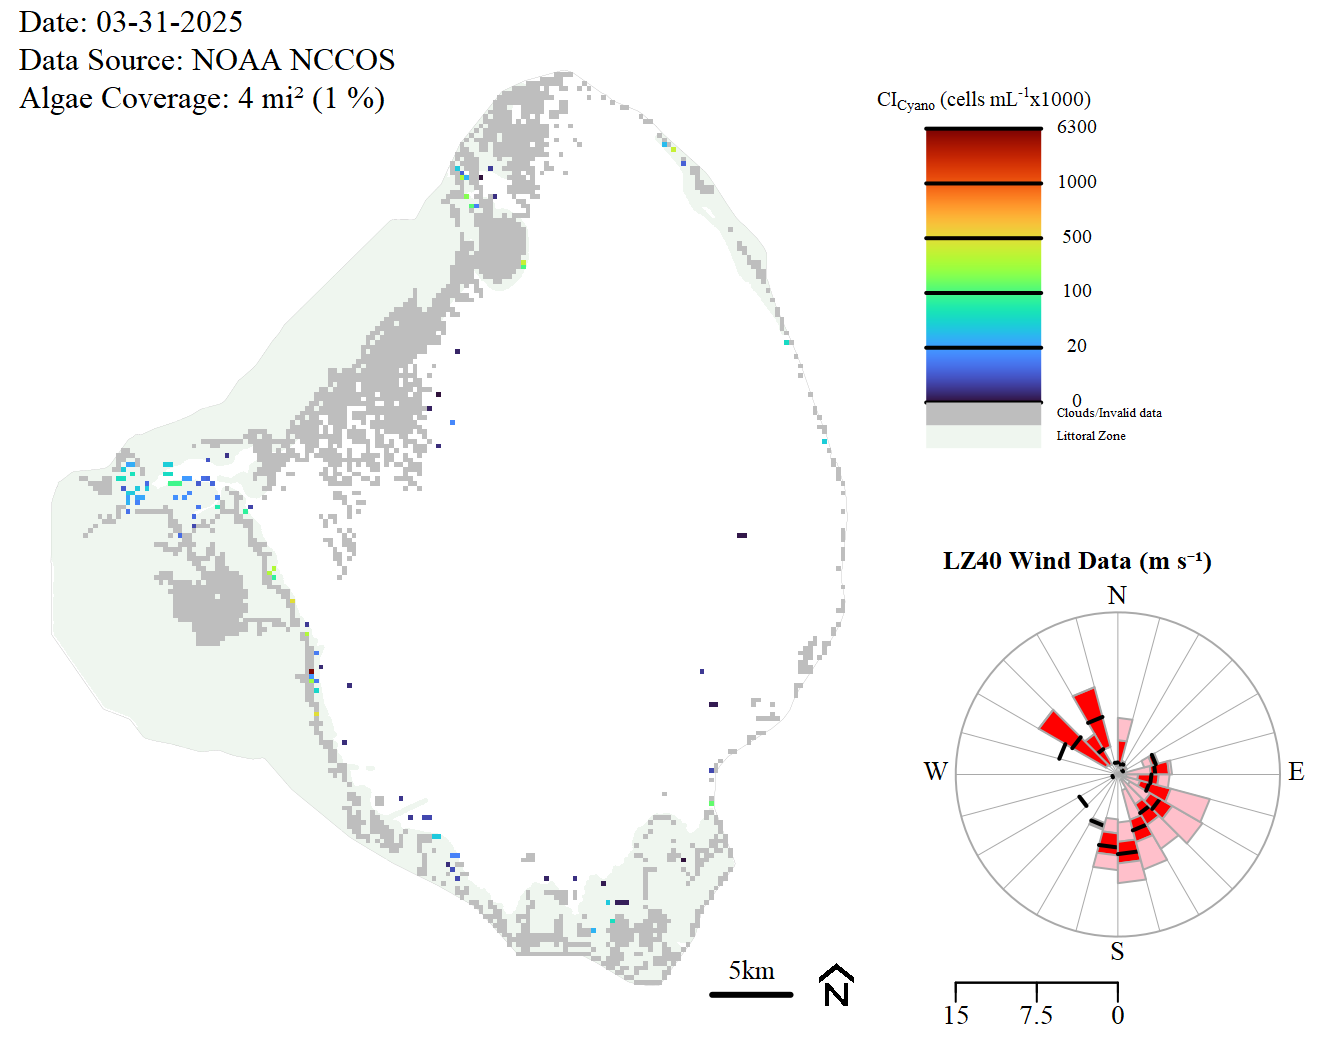 Date: 03-31-2025
Data Source: NOAA NCCOS
Algae Coverage: 4 mi² (1 %)
CI_Cyano (cells mL⁻¹x1000)
6300
1000
500
100
20
0
Clouds/Invalid data
Littoral Zone
LZ40 Wind Data (m s⁻¹)
N
W
E
S
15 7.5 0
5km
N